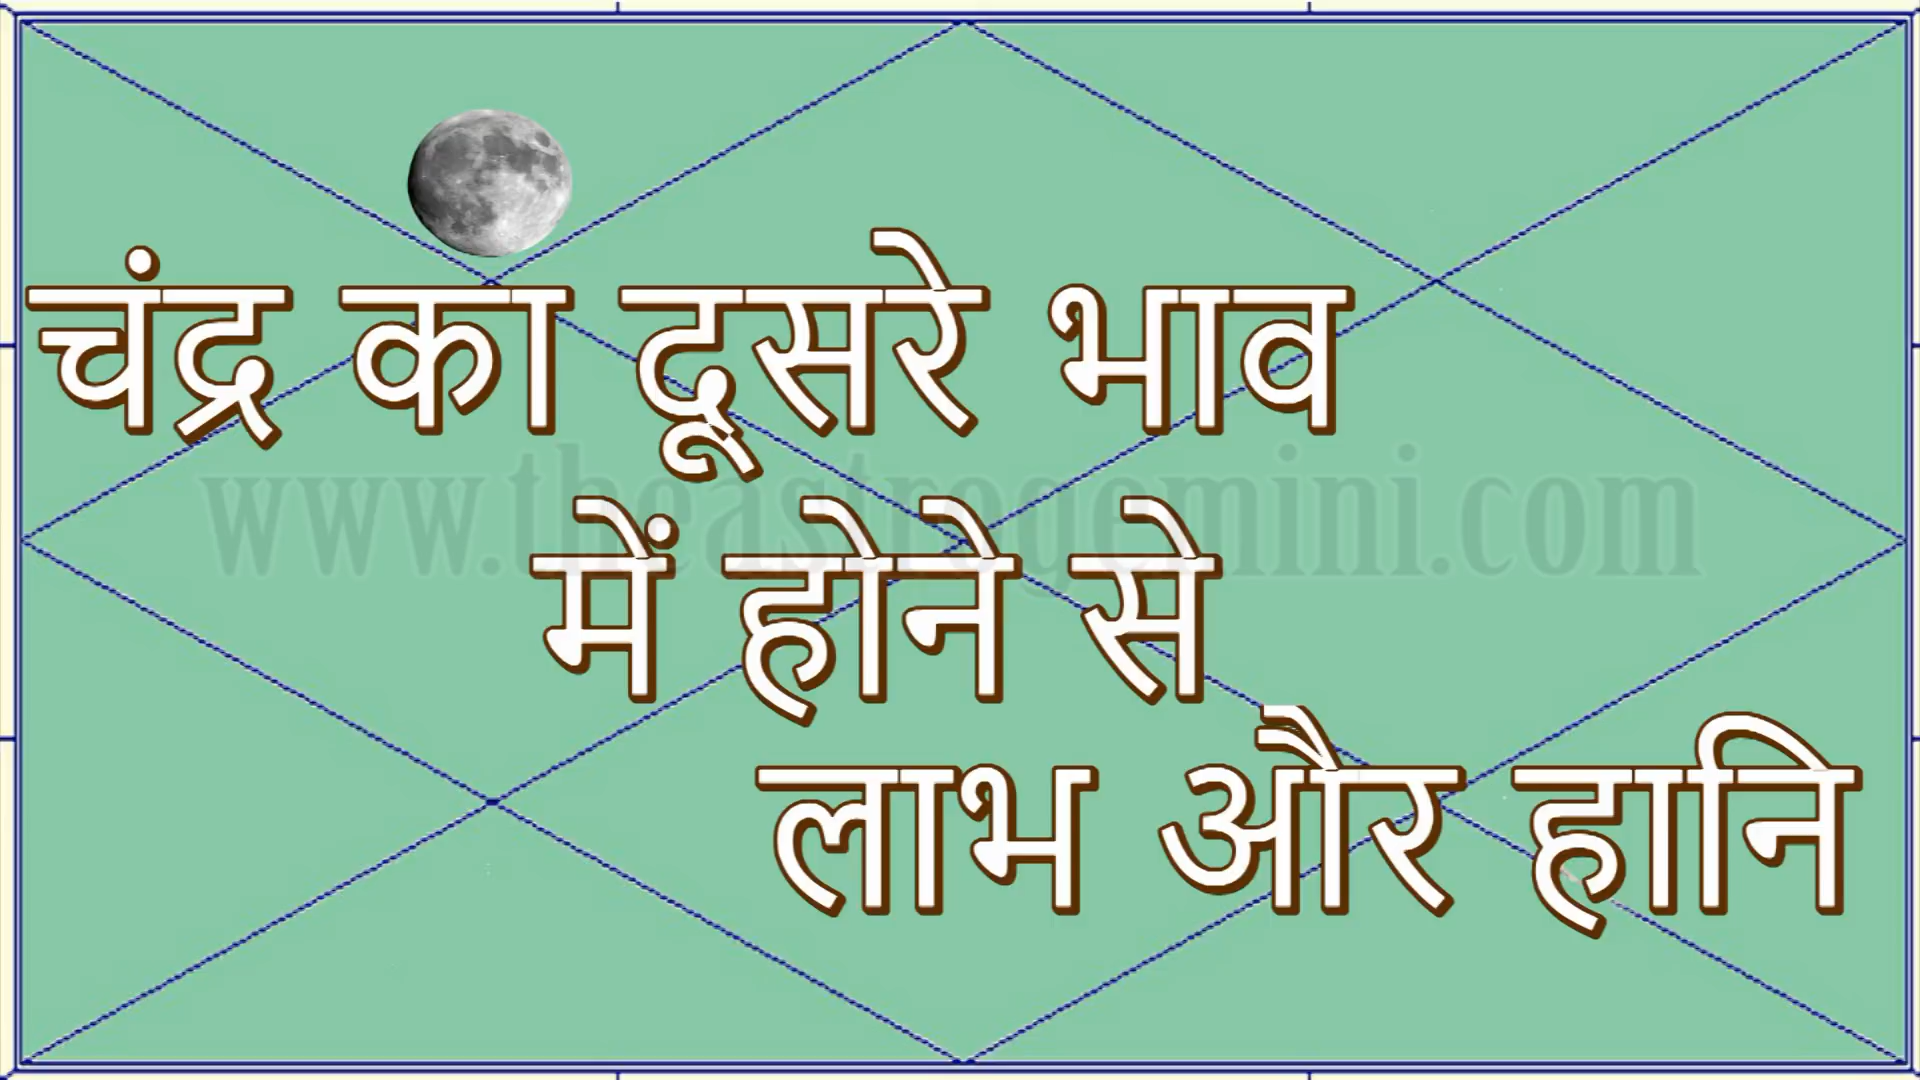 चंद्र का दूसरे भाव
www.theastrogemini.com
में होने से
लाभ और हानि